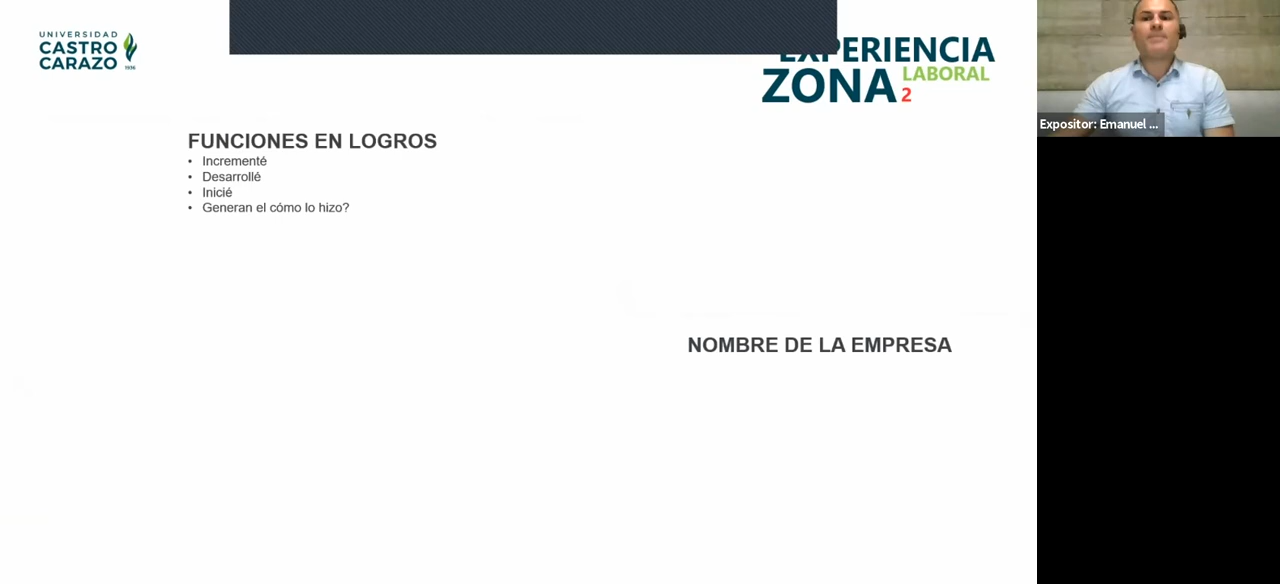 UNIVERSIDAD
CASTRO
CARAZO
1936
EXPERIENCIA
ZONA LABORAL
2
Expositor: Emanuel ...
FUNCIONES EN LOGROS
• Incrementé
• Desarrollé
• Inicié
• Generan el cómo lo hizo?
NOMBRE DE LA EMPRESA